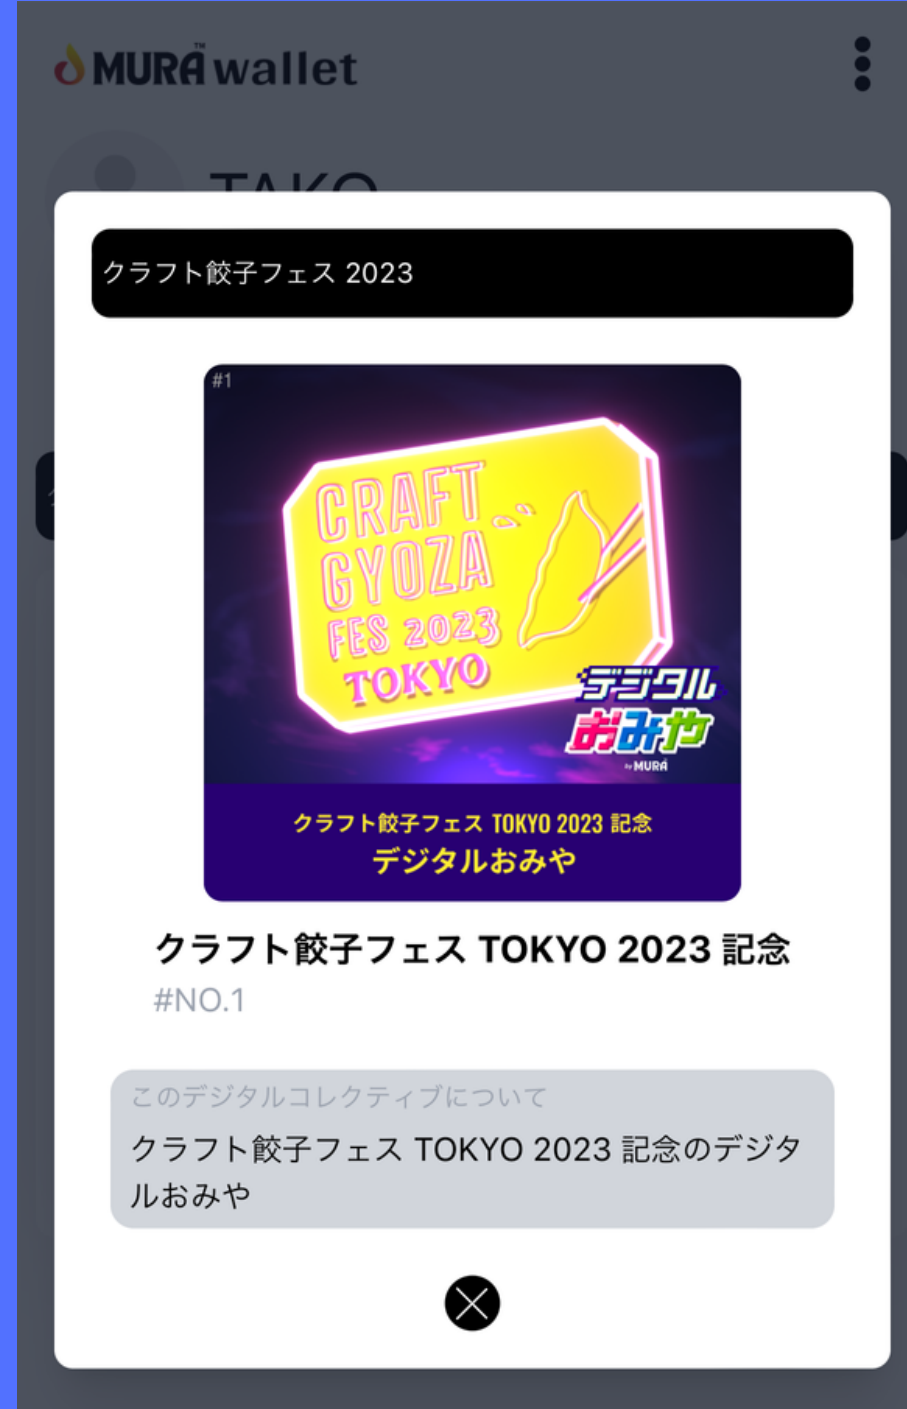 MURA™ wallet
TAKO
クラフト餃子フェス 2023
#1
CRAFT
GYOZA
FES 2023
TOKYO
デジタル
おみや
by MURA
クラフト餃子フェス TOKYO 2023 記念
デジタルおみや
クラフト餃子フェス TOKYO 2023 記念
#NO.1
このデジタルコレクティブについて
クラフト餃子フェス TOKYO 2023 記念のデジタ
ルおみや